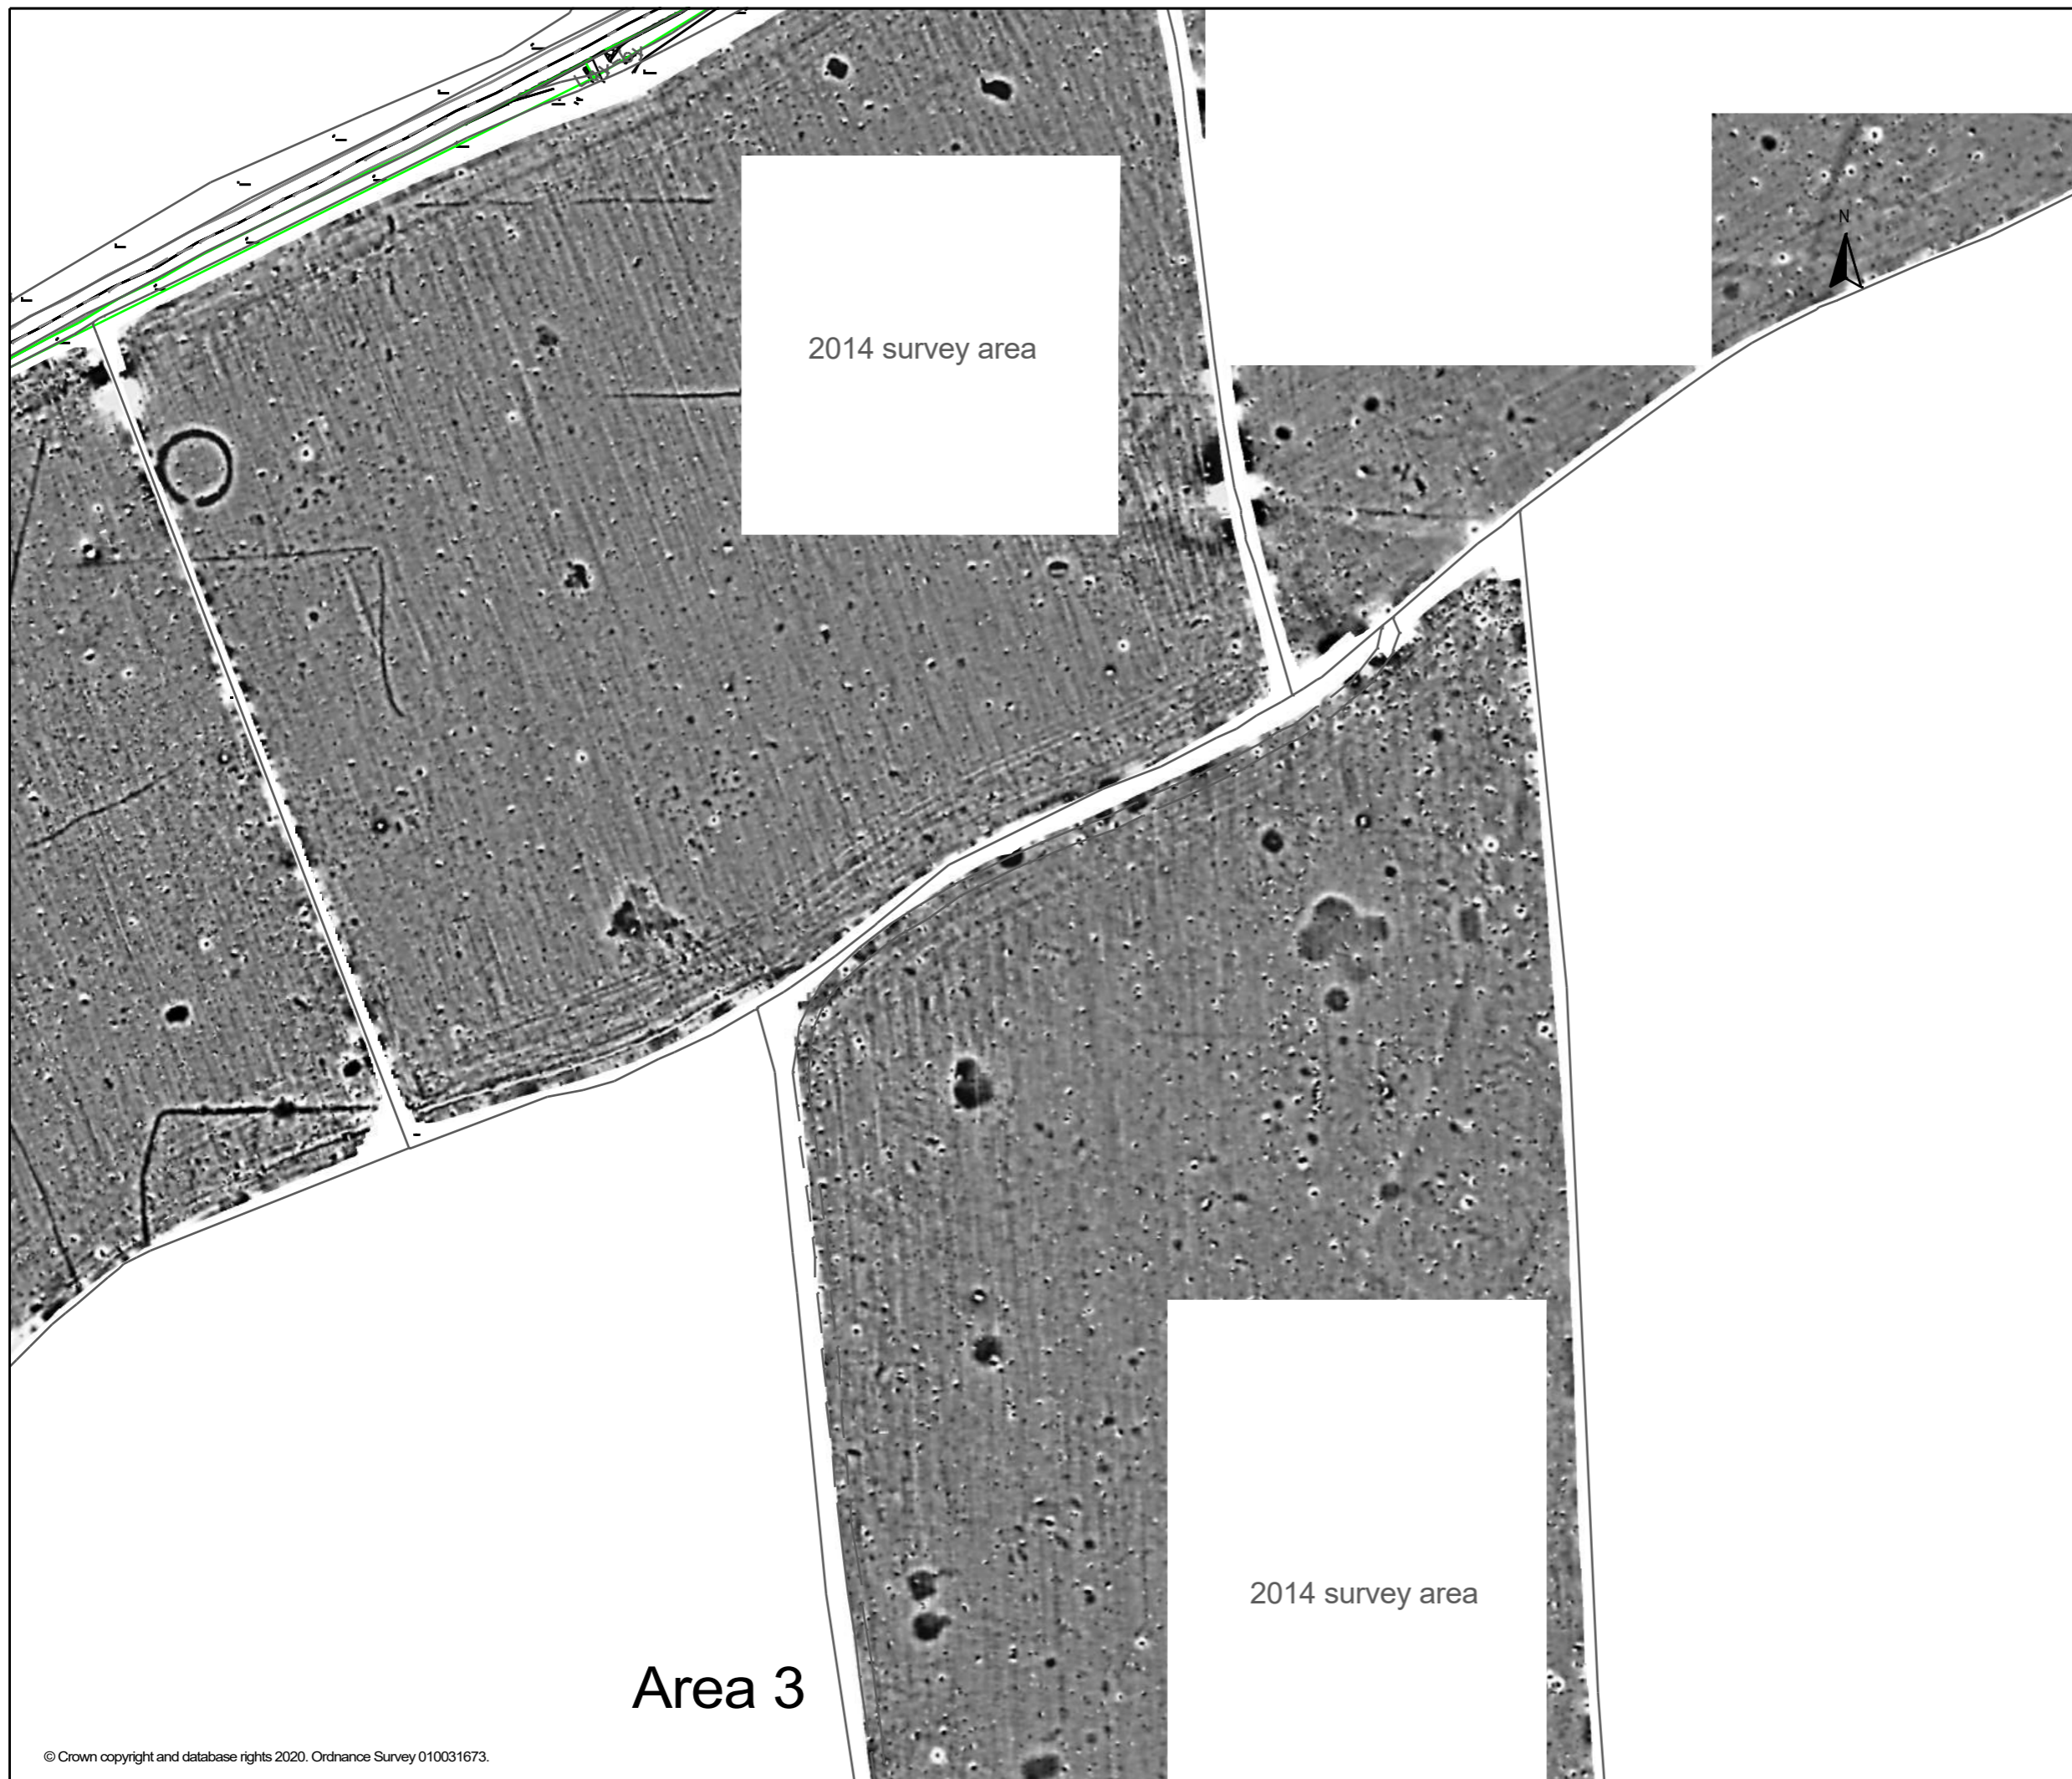 N
2014 survey area
2014 survey area
Area 3
© Crown copyright and database rights 2020. Ordnance Survey 010031673.